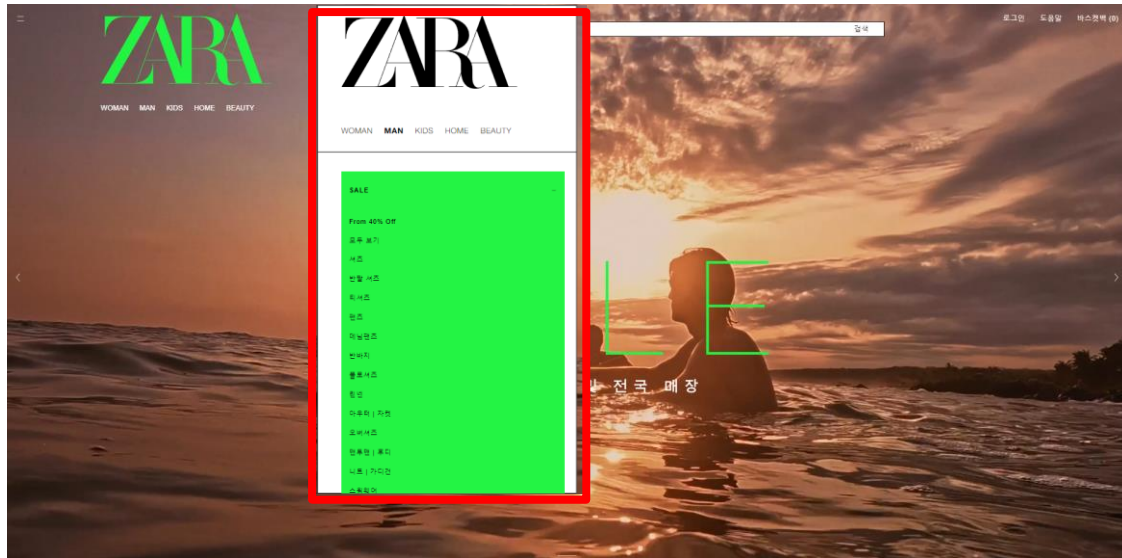 ZARA
WOMAN MAN KIDS HOME BEAUTY
ZARA
WOMAN MAN KIDS HOME BEAUTY
검색
로그인 도움말 바스켓백 (0)
SALE
From 40% Off
모두 보기
셔츠
반팔 셔츠
티셔츠
팬츠
데님팬츠
반바지
폴로셔츠
린넨
아우터 | 자켓
오버셔츠
맨투맨 | 후디
니트 | 가디건
LE
전국 매장